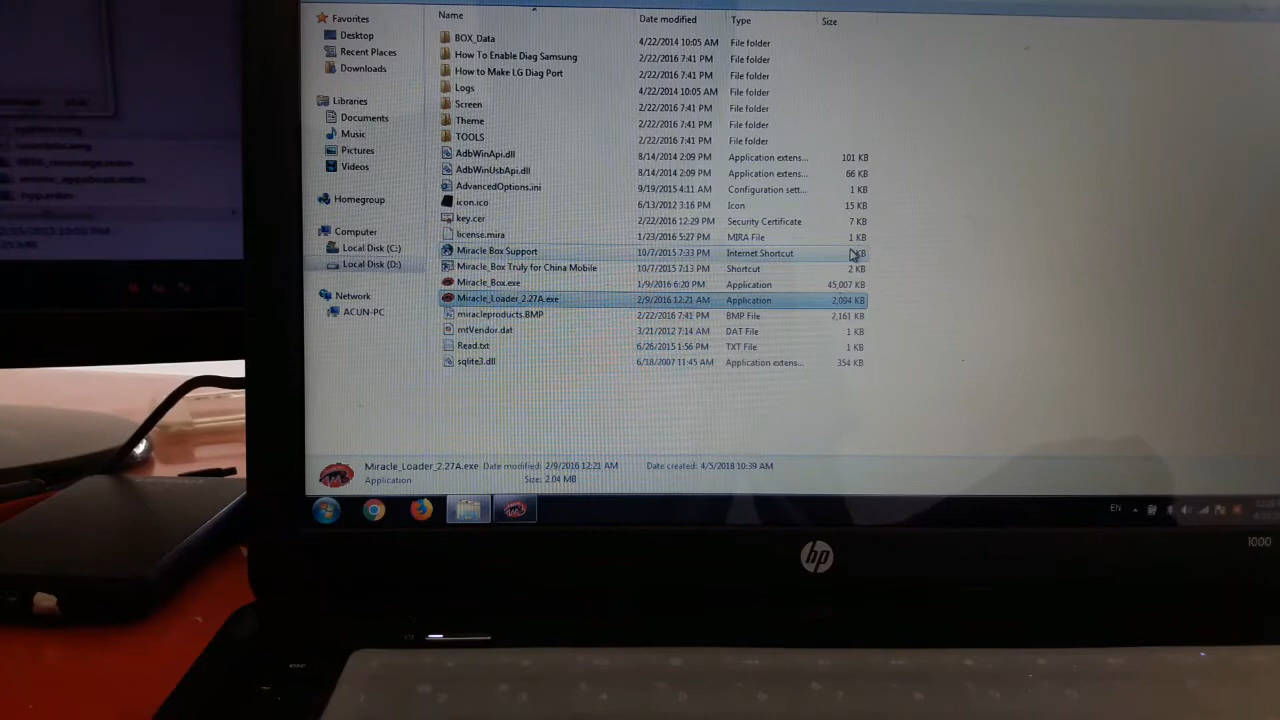 Favorites
Desktop
Recent Places
Downloads
Libraries
Documents
Music
Pictures
Videos
Homegroup
Computer
Local Disk (C:)
Local Disk (D:)
Network
ACUN-PC
Name Date modified Type Size
BOX_Data 4/22/2014 10:05 AM File folder
How To Enable Diag Samsung 2/22/2016 7:41 PM File folder
How to Make LG Diag Port 2/22/2016 7:41 PM File folder
Logs 4/22/2014 10:05 AM File folder
Screen 2/22/2016 7:41 PM File folder
Theme 2/22/2016 7:41 PM File folder
TOOLS 2/22/2016 7:41 PM File folder
AdbWinApi.dll 8/14/2014 2:09 PM Application extens... 101 KB
AdbWinUsbApi.dll 8/14/2014 2:09 PM Application extens... 66 KB
AdvancedOptions.ini 9/19/2015 4:11 AM Configuration sett... 1 KB
icon.ico 6/13/2012 3:16 PM Icon 15 KB
key.cer 2/22/2016 12:29 PM Security Certificate 7 KB
license.mira 1/23/2016 5:27 PM MIRA File 1 KB
Miracle Box Support 10/7/2015 7:33 PM Internet Shortcut KB
Miracle_Box Truly for China Mobile 10/7/2015 7:13 PM Shortcut 2 KB
Miracle_Box.exe 1/9/2016 6:20 PM Application 45,007 KB
Miracle_Loader_2.27A.exe 2/9/2016 12:21 AM Application 2,094 KB
miracleproducts.BMP 2/22/2016 7:41 PM BMP File 2,161 KB
mtVendor.dat 3/21/2012 7:14 AM DAT File 1 KB
Read.txt 6/26/2015 1:56 PM TXT File 1 KB
sqlite3.dll 6/18/2007 11:45 AM Application extens... 354 KB
Miracle_Loader_2.27A.exe Date modified: 2/9/2016 12:21 AM Date created: 4/5/2018 10:39 AM
Application Size: 2.04 MB
EN
hp
1000
esc